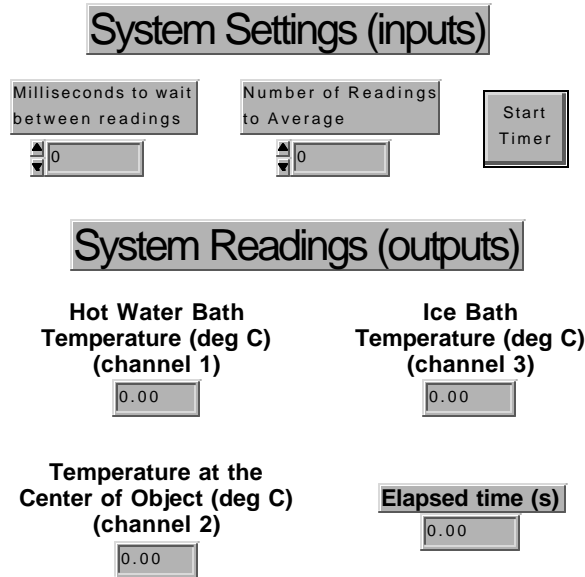 System Settings (inputs)
Milliseconds to wait
between readings
0
Number of Readings
to Average
0
Start
Timer
System Readings (outputs)
Hot Water Bath
Temperature (deg C)
(channel 1)
0.00
Ice Bath
Temperature (deg C)
(channel 3)
0.00
Temperature at the
Center of Object (deg C)
(channel 2)
0.00
Elapsed time (s)
0.00